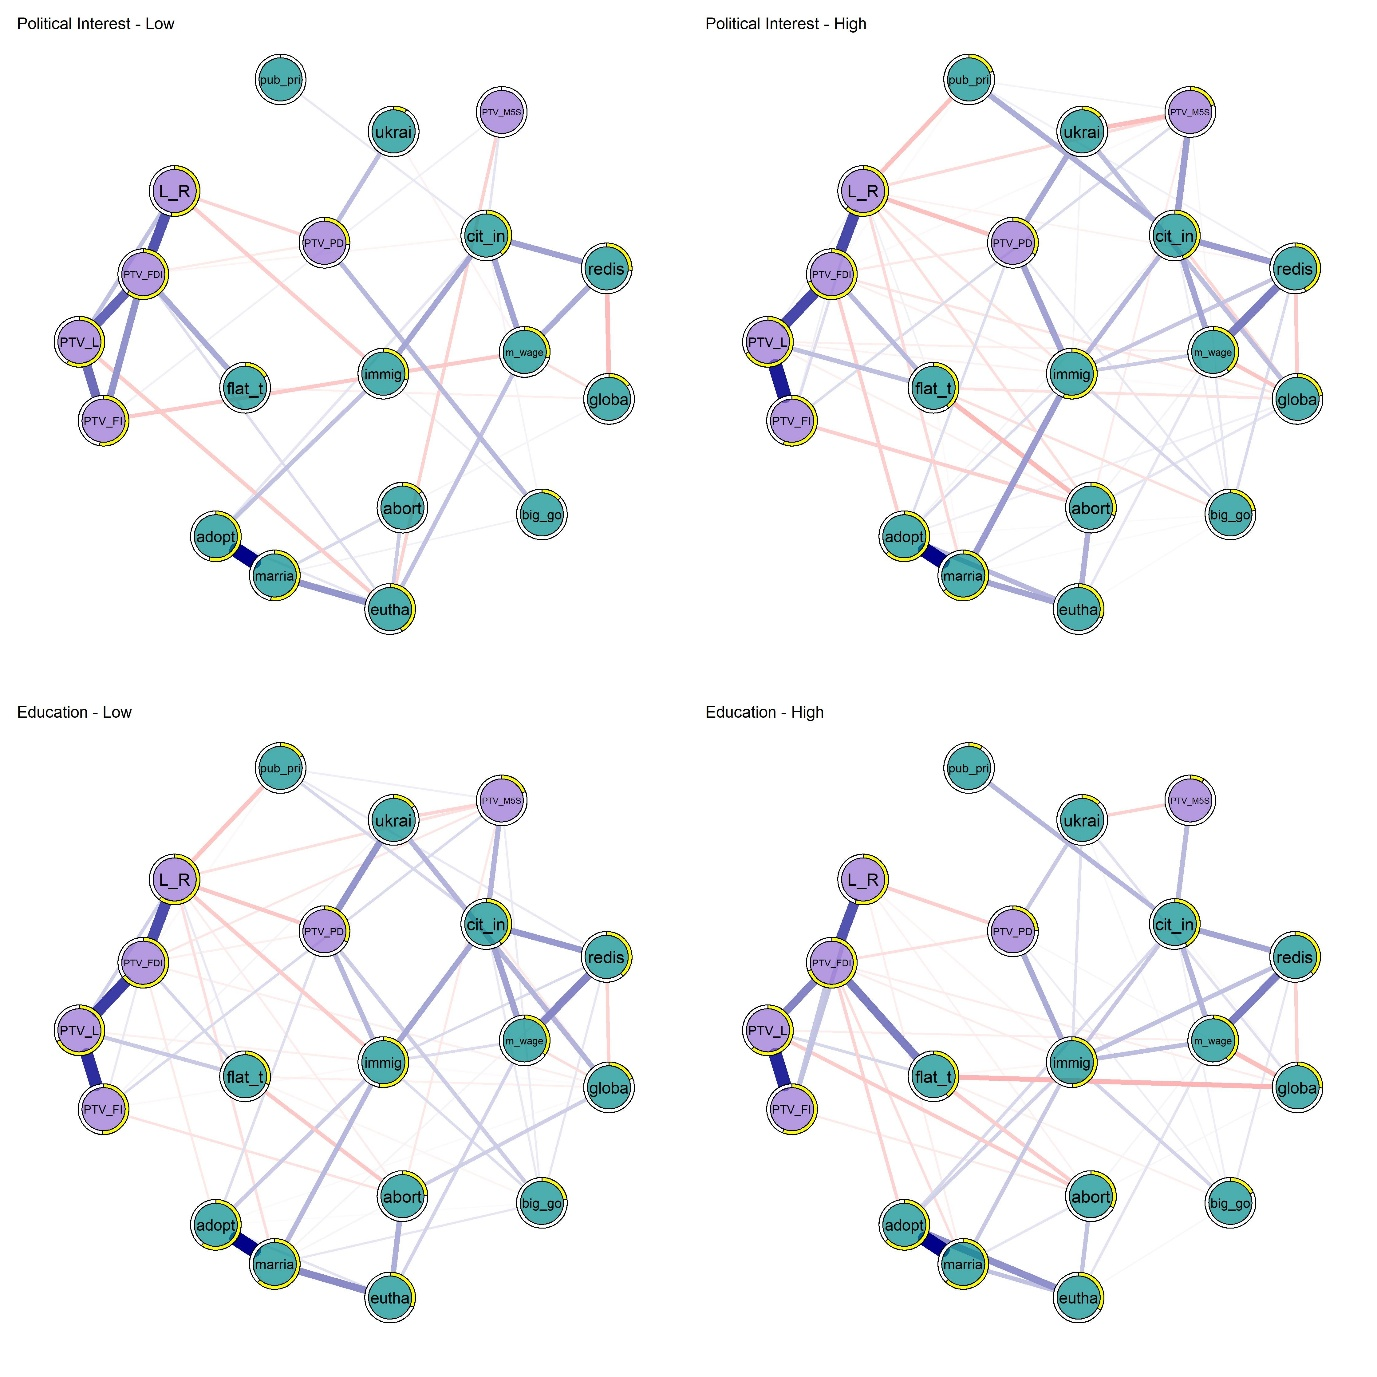 Political Interest - Low
pub_pri
PTV_M5S
ukrai
L_R
cit_in
PTV_PD
redis
PTV_FDI
PTV_L
m_wage
immig
flat_t
globa
PTV_FI
abort
big_go
adopt
marria
eutha
Political Interest - High
pub_pri
PTV_M5S
ukrai
L_R
cit_in
PTV_PD
redis
PTV_FDI
PTV_L
m_wage
immig
flat_t
globa
PTV_FI
abort
big_go
adopt
marria
eutha
Education - Low
pub_pri
PTV_M5S
ukrai
L_R
cit_in
PTV_PD
redis
PTV_FDI
PTV_L
m_wage
immig
flat_t
globa
PTV_FI
abort
big_go
adopt
marria
eutha
Education - High
pub_pri
PTV_M5S
ukrai
L_R
cit_in
PTV_PD
redis
PTV_FDI
PTV_L
m_wage
immig
flat_t
globa
PTV_FI
abort
big_go
adopt
marria
eutha